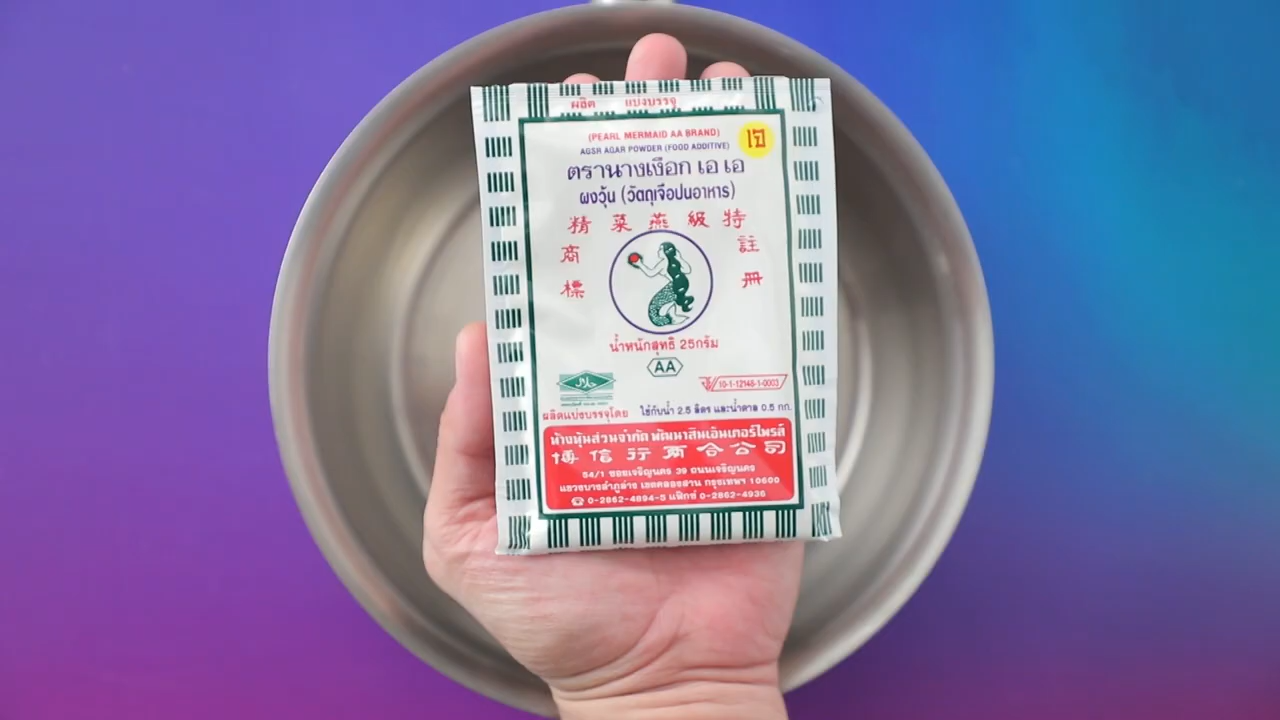 ผลิต แบ่งบรรจุ
(PEARL MERMAID AA BRAND)
AGSR AGAR POWDER (FOOD ADDITIVE)
ตรานางเงือก เอ เอ
ผงวุ้น (วัตถุเจือปนอาหาร)
精菜燕級特
商 註
標 冊
น้ำหนักสุทธิ 25กรัม
AA
10-1-12148-1-0003
ผลิตแบ่งบรรจุโดย ใช้กับน้ำ 2.5 ลิตร และน้ำตาล 0.5 กก.
ห้างหุ้นส่วนจำกัด พัฒนาสินเอ็นเตอร์ไพรส์
博信行兩合公司
54/1 ซอยเจริญนคร 39 ถนนเจริญนคร
แขวงบางลำภูล่าง เขตคลองสาน กรุงเทพฯ 10600
0-2862-4894-5 แฟ็กซ์ 0-2862-4936